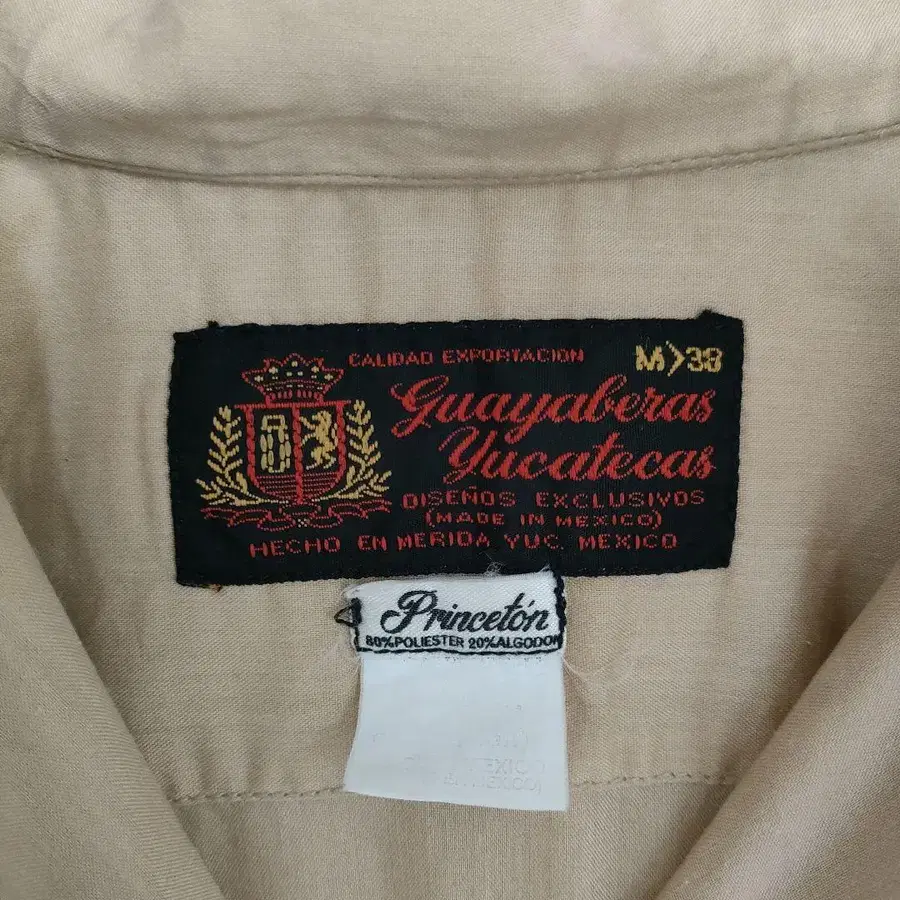 CALIDAD EXPORTACION
M>38
Guayaberas
Yucatecas
DISEÑOS EXCLUSIVOS
(MADE IN MEXICO)
HECHO EN MERIDA YUC. MEXICO
Princetón
80%POLIESTER 20%ALGODON